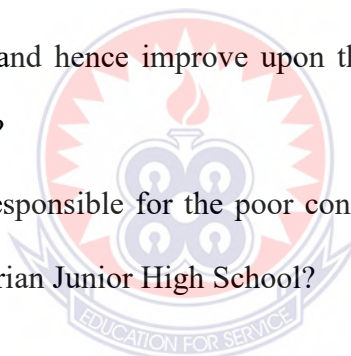 and hence improve upon th
?
esponsible for the poor con
rian Junior High School?
EDUCATION FOR SERVICE